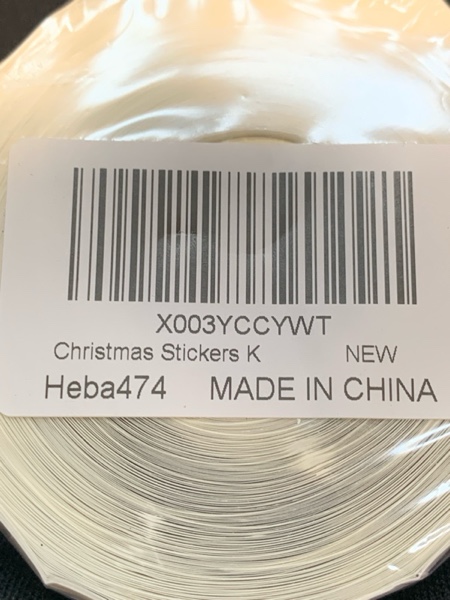 X003YCCYWT
Christmas Stickers K NEW
Heba474 MADE IN CHINA